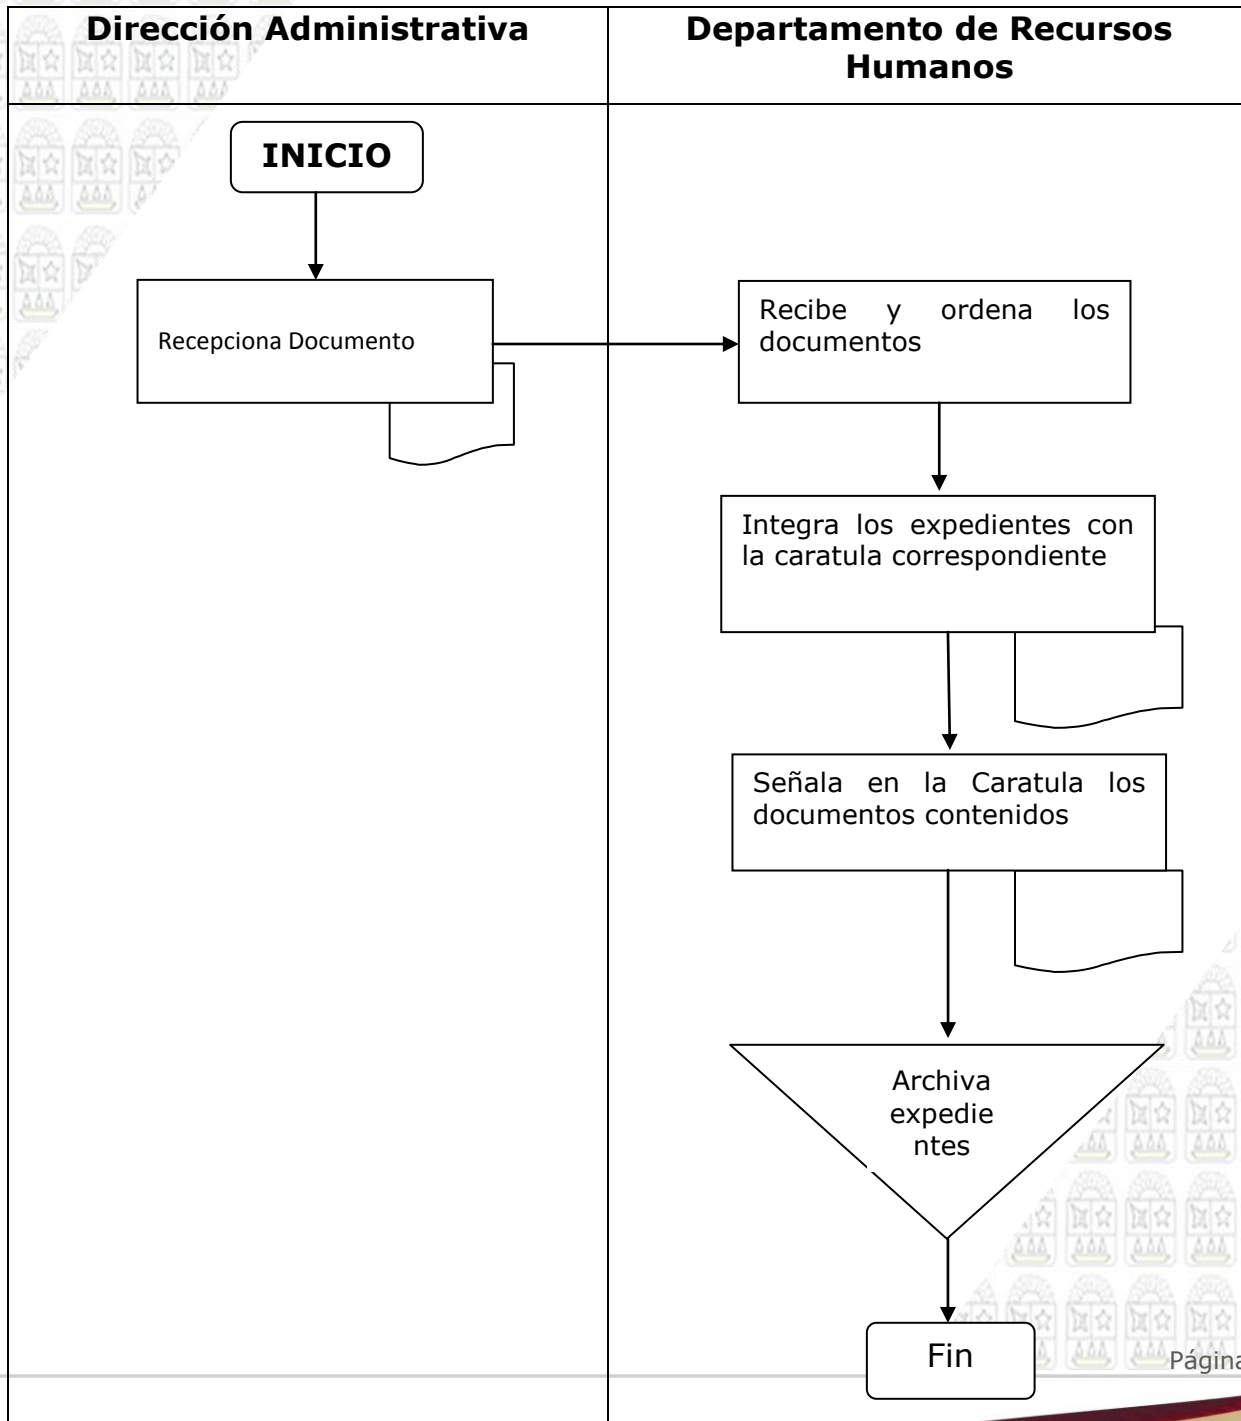 Dirección Administrativa
Departamento de Recursos
Humanos
INICIO
Recepciona Documento
Recibe y ordena los
documentos
Integra los expedientes con
la caratula correspondiente
Señala en la Caratula los
documentos contenidos
Archiva
expedie
ntes
Fin
Página